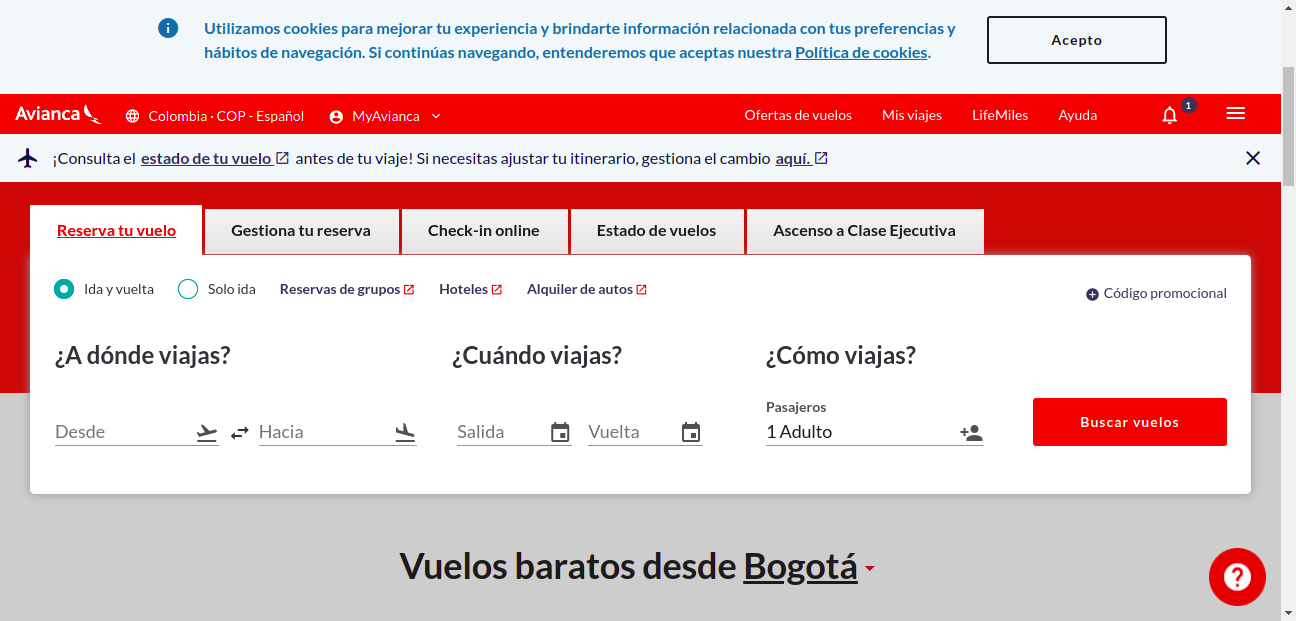 Utilizamos cookies para mejorar tu experiencia y brindarte información relacionada con tus preferencias y
hábitos de navegación. Si continúas navegando, entenderemos que aceptas nuestra Política de cookies.
Acepto
Avianca
Colombia · COP - Español
MyAvianca
Ofertas de vuelos
Mis viajes
LifeMiles
Ayuda
1
¡Consulta el estado de tu vuelo antes de tu viaje! Si necesitas ajustar tu itinerario, gestiona el cambio aquí.
Reserva tu vuelo
Gestiona tu reserva
Check-in online
Estado de vuelos
Ascenso a Clase Ejecutiva
Ida y vuelta
Solo ida
Reservas de grupos
Hoteles
Alquiler de autos
Código promocional
¿A dónde viajas?
¿Cuándo viajas?
¿Cómo viajas?
Pasajeros
Desde
Hacia
Salida
Vuelta
1 Adulto
Buscar vuelos
Vuelos baratos desde Bogotá